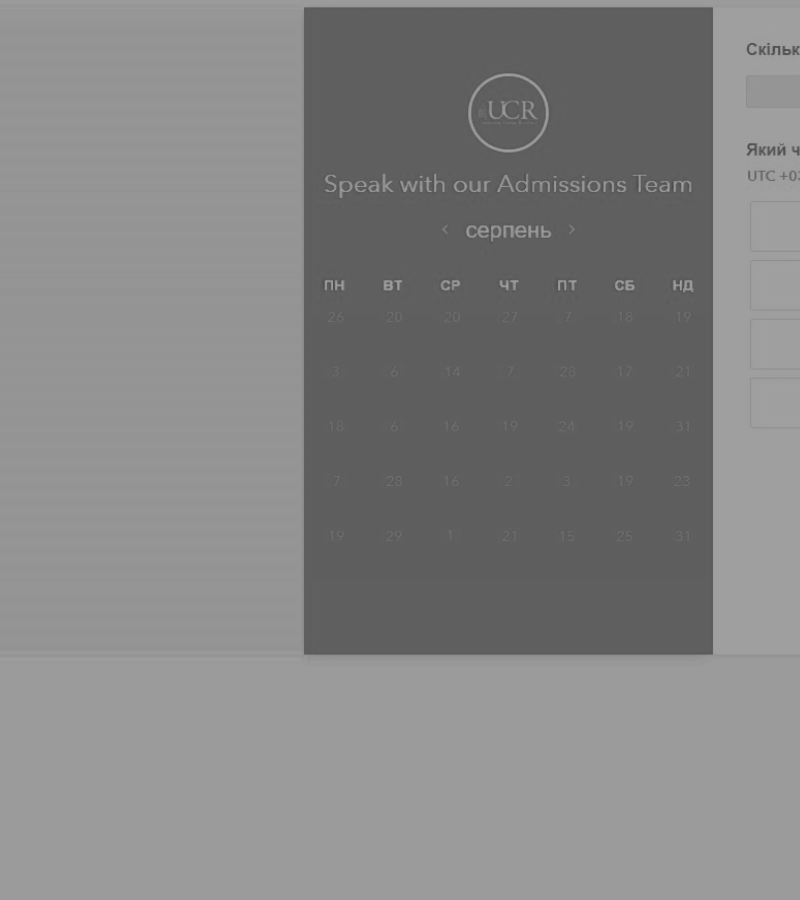 UCR
Speak with our Admissions Team
‹ серпень ›
ПН ВТ СР ЧТ ПТ СБ НД
26 20 20 27 7 18 19
3 6 14 7 28 17 21
18 6 16 19 24 19 31
7 28 16 2 3 19 23
19 29 1 21 15 25 31
Скільк
Який ч
UTC +03